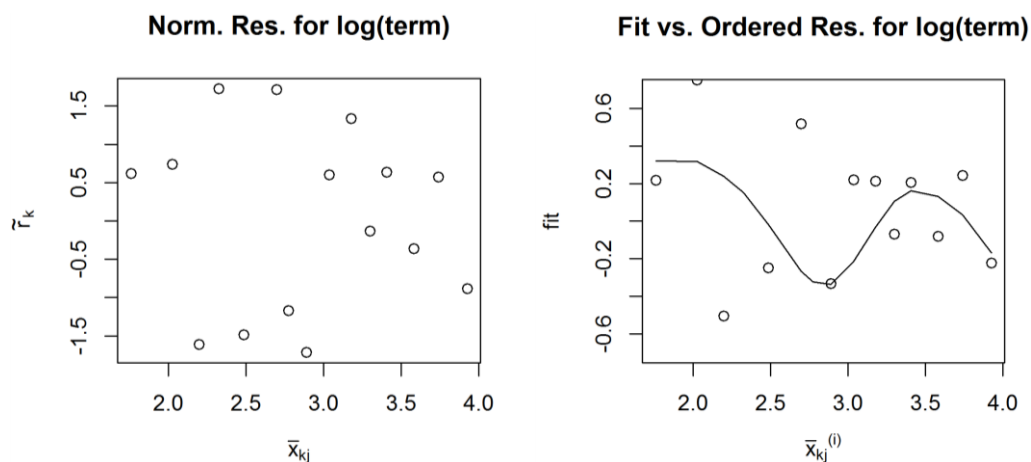 Norm. Res. for log(term)
1.5
0.5
-0.5
-1.5
r̃ₖ
2.0 2.5 3.0 3.5 4.0
x̄ₖⱼ
Fit vs. Ordered Res. for log(term)
0.6
0.2
-0.2
-0.6
fit
2.0 2.5 3.0 3.5 4.0
x̄ₖⱼ⁽ⁱ⁾